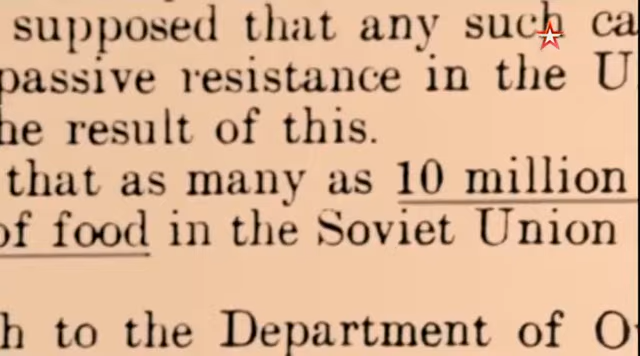 supposed that any such ca
passive resistance in the U
he result of this.
that as many as 10 million
of food in the Soviet Union
h to the Department of O